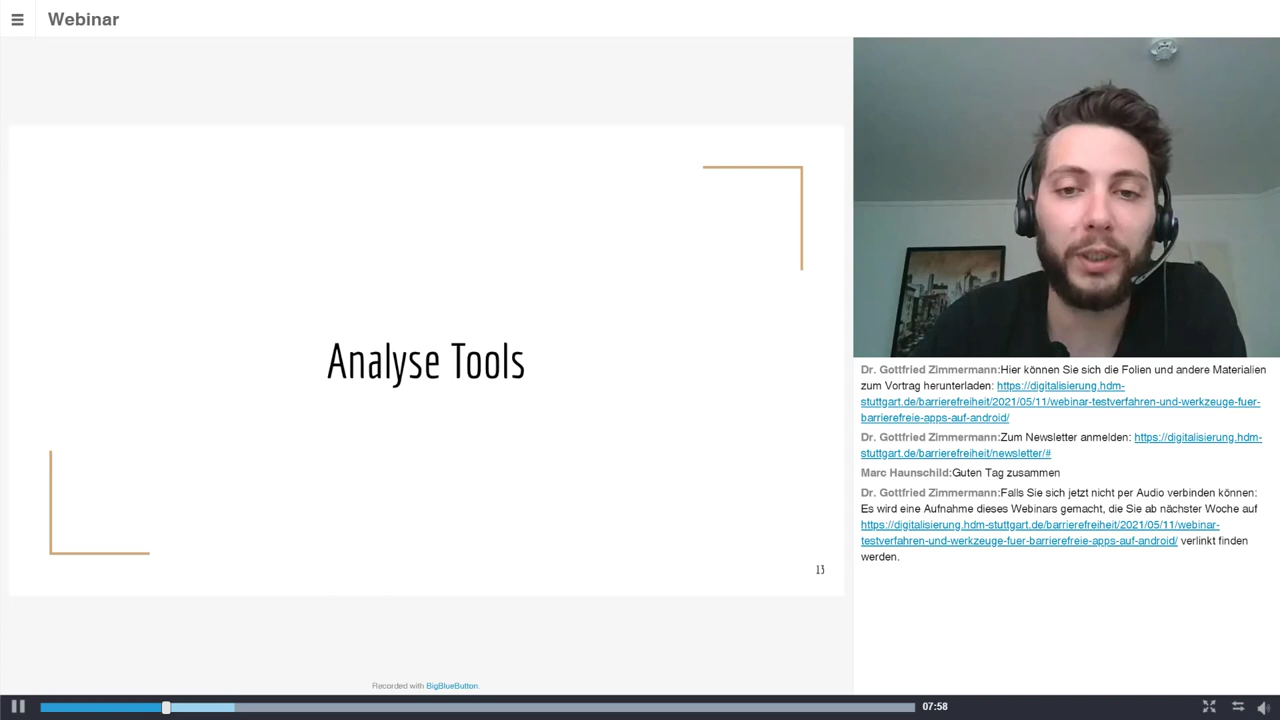 Webinar
Analyse Tools
13
Recorded with BigBlueButton.
Dr. Gottfried Zimmermann:Hier können Sie sich die Folien und andere Materialien
zum Vortrag herunterladen: https://digitalisierung.hdm-
stuttgart.de/barrierefreiheit/2021/05/11/webinar-testverfahren-und-werkzeuge-fuer-
barrierefreie-apps-auf-android/
Dr. Gottfried Zimmermann:Zum Newsletter anmelden: https://digitalisierung.hdm-
stuttgart.de/barrierefreiheit/newsletter/#
Marc Haunschild:Guten Tag zusammen
Dr. Gottfried Zimmermann:Falls Sie sich jetzt nicht per Audio verbinden können:
Es wird eine Aufnahme dieses Webinars gemacht, die Sie ab nächster Woche auf
https://digitalisierung.hdm-stuttgart.de/barrierefreiheit/2021/05/11/webinar-
testverfahren-und-werkzeuge-fuer-barrierefreie-apps-auf-android/ verlinkt finden
werden.
07:58